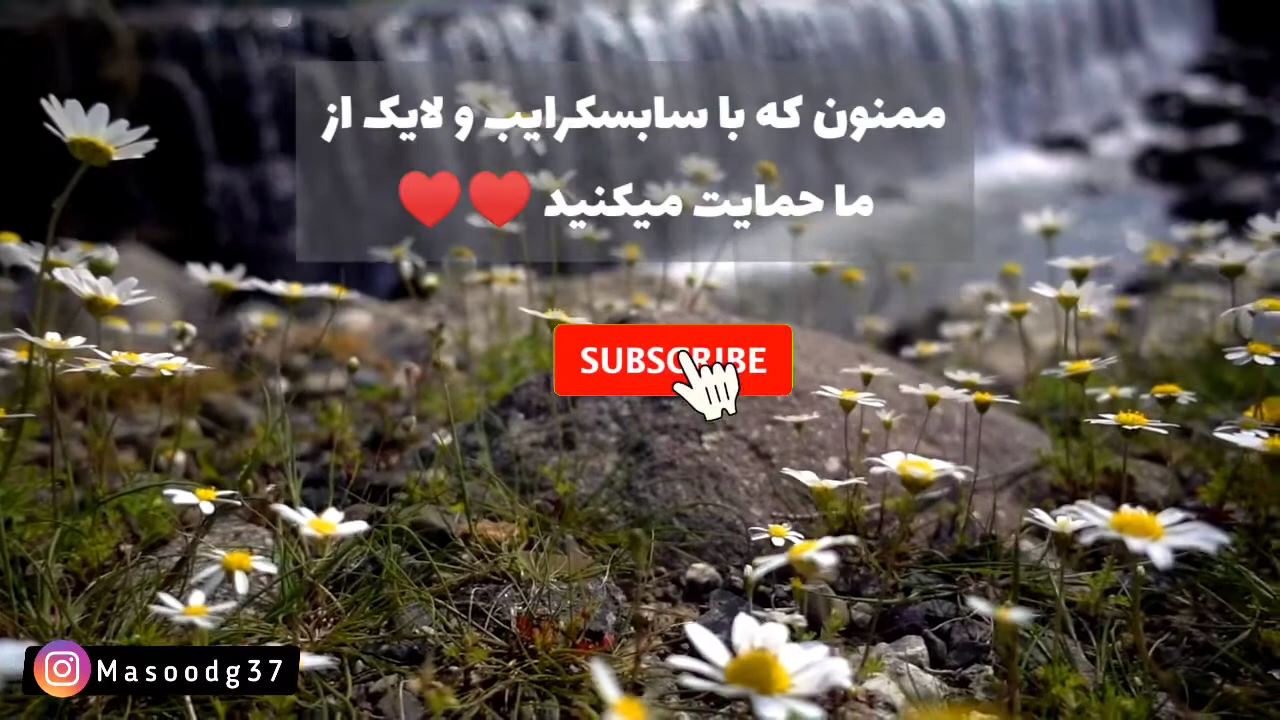 ممنون که با سابسکرایب و لایک از
ما حمایت میکنید ❤️❤️
SUBSCRIBE
Masoodg37